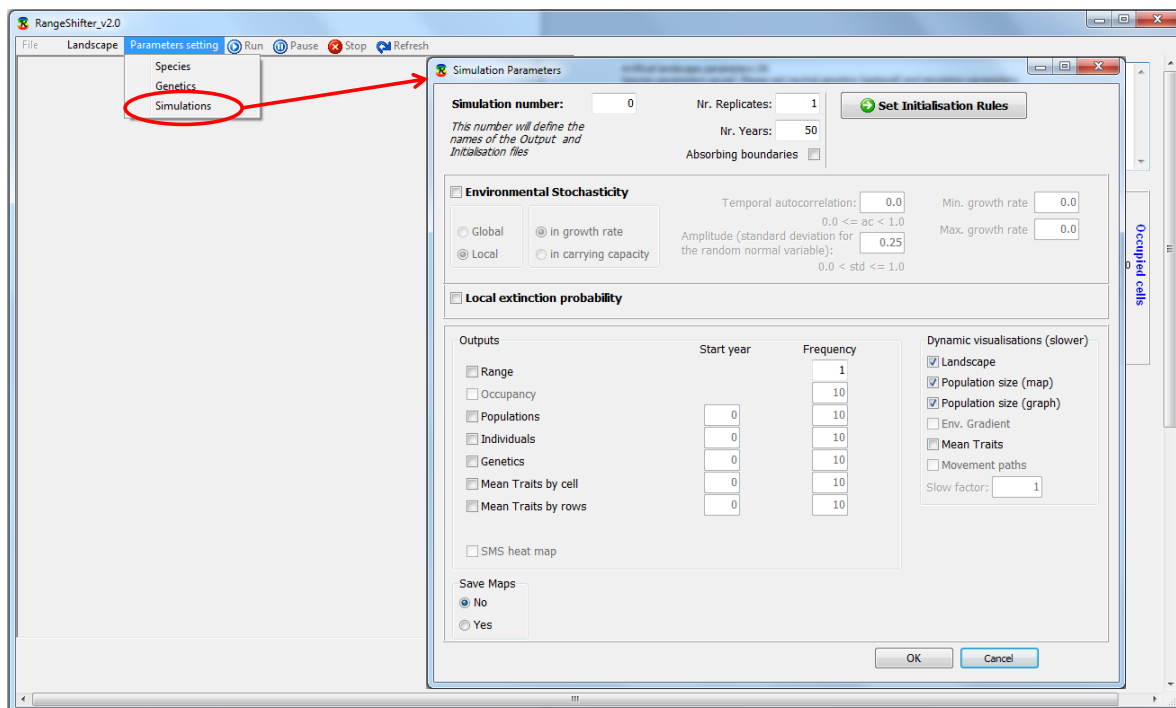 RangeShifter_v2.0
File Landscape Parameters setting Run Pause Stop Refresh
Species
Genetics
Simulations
Simulation Parameters
Simulation number: 0
This number will define the
names of the Output and
Initialisation files
Nr. Replicates: 1
Nr. Years: 50
Absorbing boundaries
Set Initialisation Rules
Environmental Stochasticity
Global
Local
in growth rate
in carrying capacity
Temporal autocorrelation: 0.0
0.0 <= ac < 1.0
Amplitude (standard deviation for
the random normal variable): 0.25
0.0 < std <= 1.0
Min. growth rate 0.0
Max. growth rate 0.0
Local extinction probability
Outputs
Start year Frequency
Range 1
Occupancy 10
Populations 0 10
Individuals 0 10
Genetics 0 10
Mean Traits by cell 0 10
Mean Traits by rows 0 10
SMS heat map
Dynamic visualisations (slower)
Landscape
Population size (map)
Population size (graph)
Env. Gradient
Mean Traits
Movement paths
Slow factor: 1
Save Maps
No
Yes
OK Cancel
Occupied cells
0